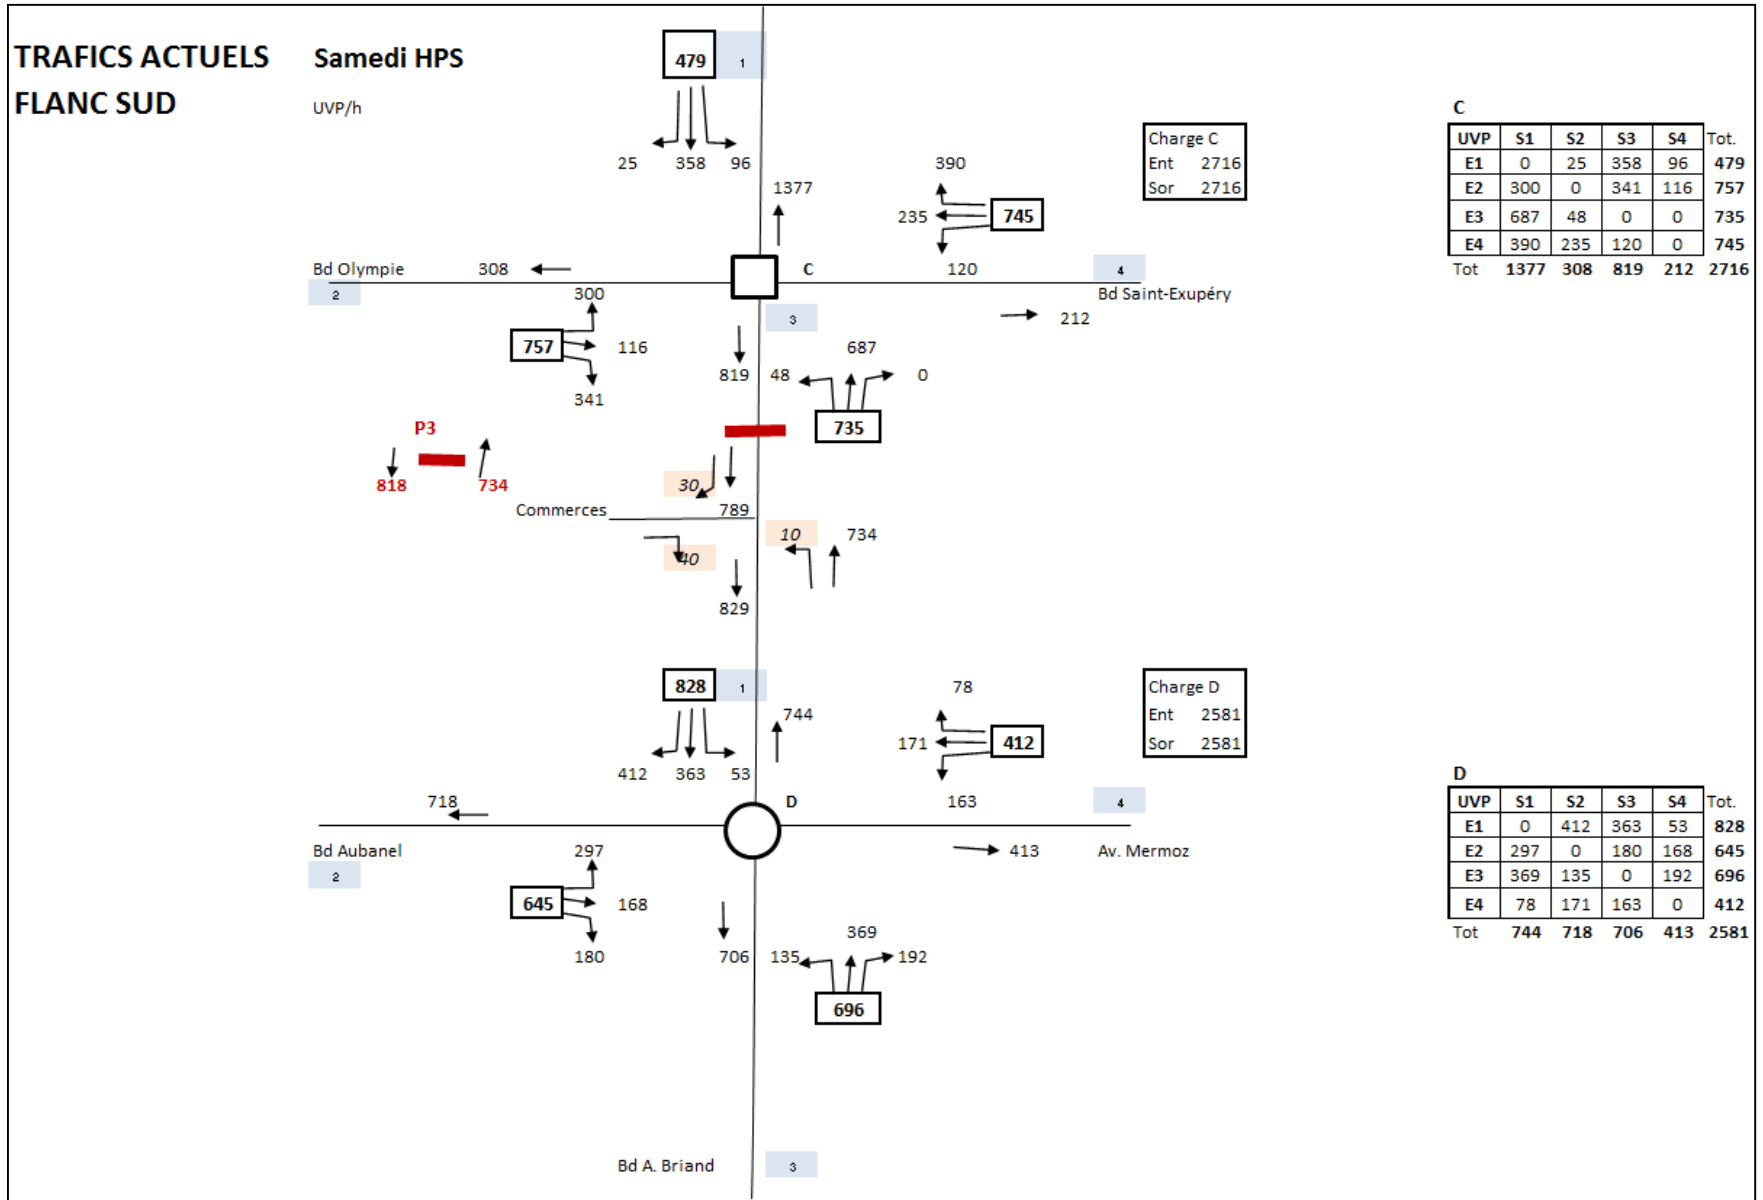 TRAFICS ACTUELS Samedi HPS
FLANC SUD UVP/h
479 1
25 358 96
1377
390
235 745
120
Charge C
Ent 2716
Sor 2716
C
UVP S1 S2 S3 S4 Tot.
E1 0 25 358 96 479
E2 300 0 341 116 757
E3 687 48 0 0 735
E4 390 235 120 0 745
Tot 1377 308 819 212 2716
Bd Olympie 308 C 4
2 Bd Saint-Exupéry
300 3 212
757 116
341
819 48 687 0
735
P3
818 734
30
Commerces 789
10 734
40
829
828 1
412 363 53
744
78
171 412
163
Charge D
Ent 2581
Sor 2581
D
UVP S1 S2 S3 S4 Tot.
E1 0 412 363 53 828
E2 297 0 180 168 645
E3 369 135 0 192 696
E4 78 171 163 0 412
Tot 744 718 706 413 2581
718 D 4
Bd Aubanel 297 413 Av. Mermoz
2
645 168
180
706 135 369 192
696
Bd A. Briand 3